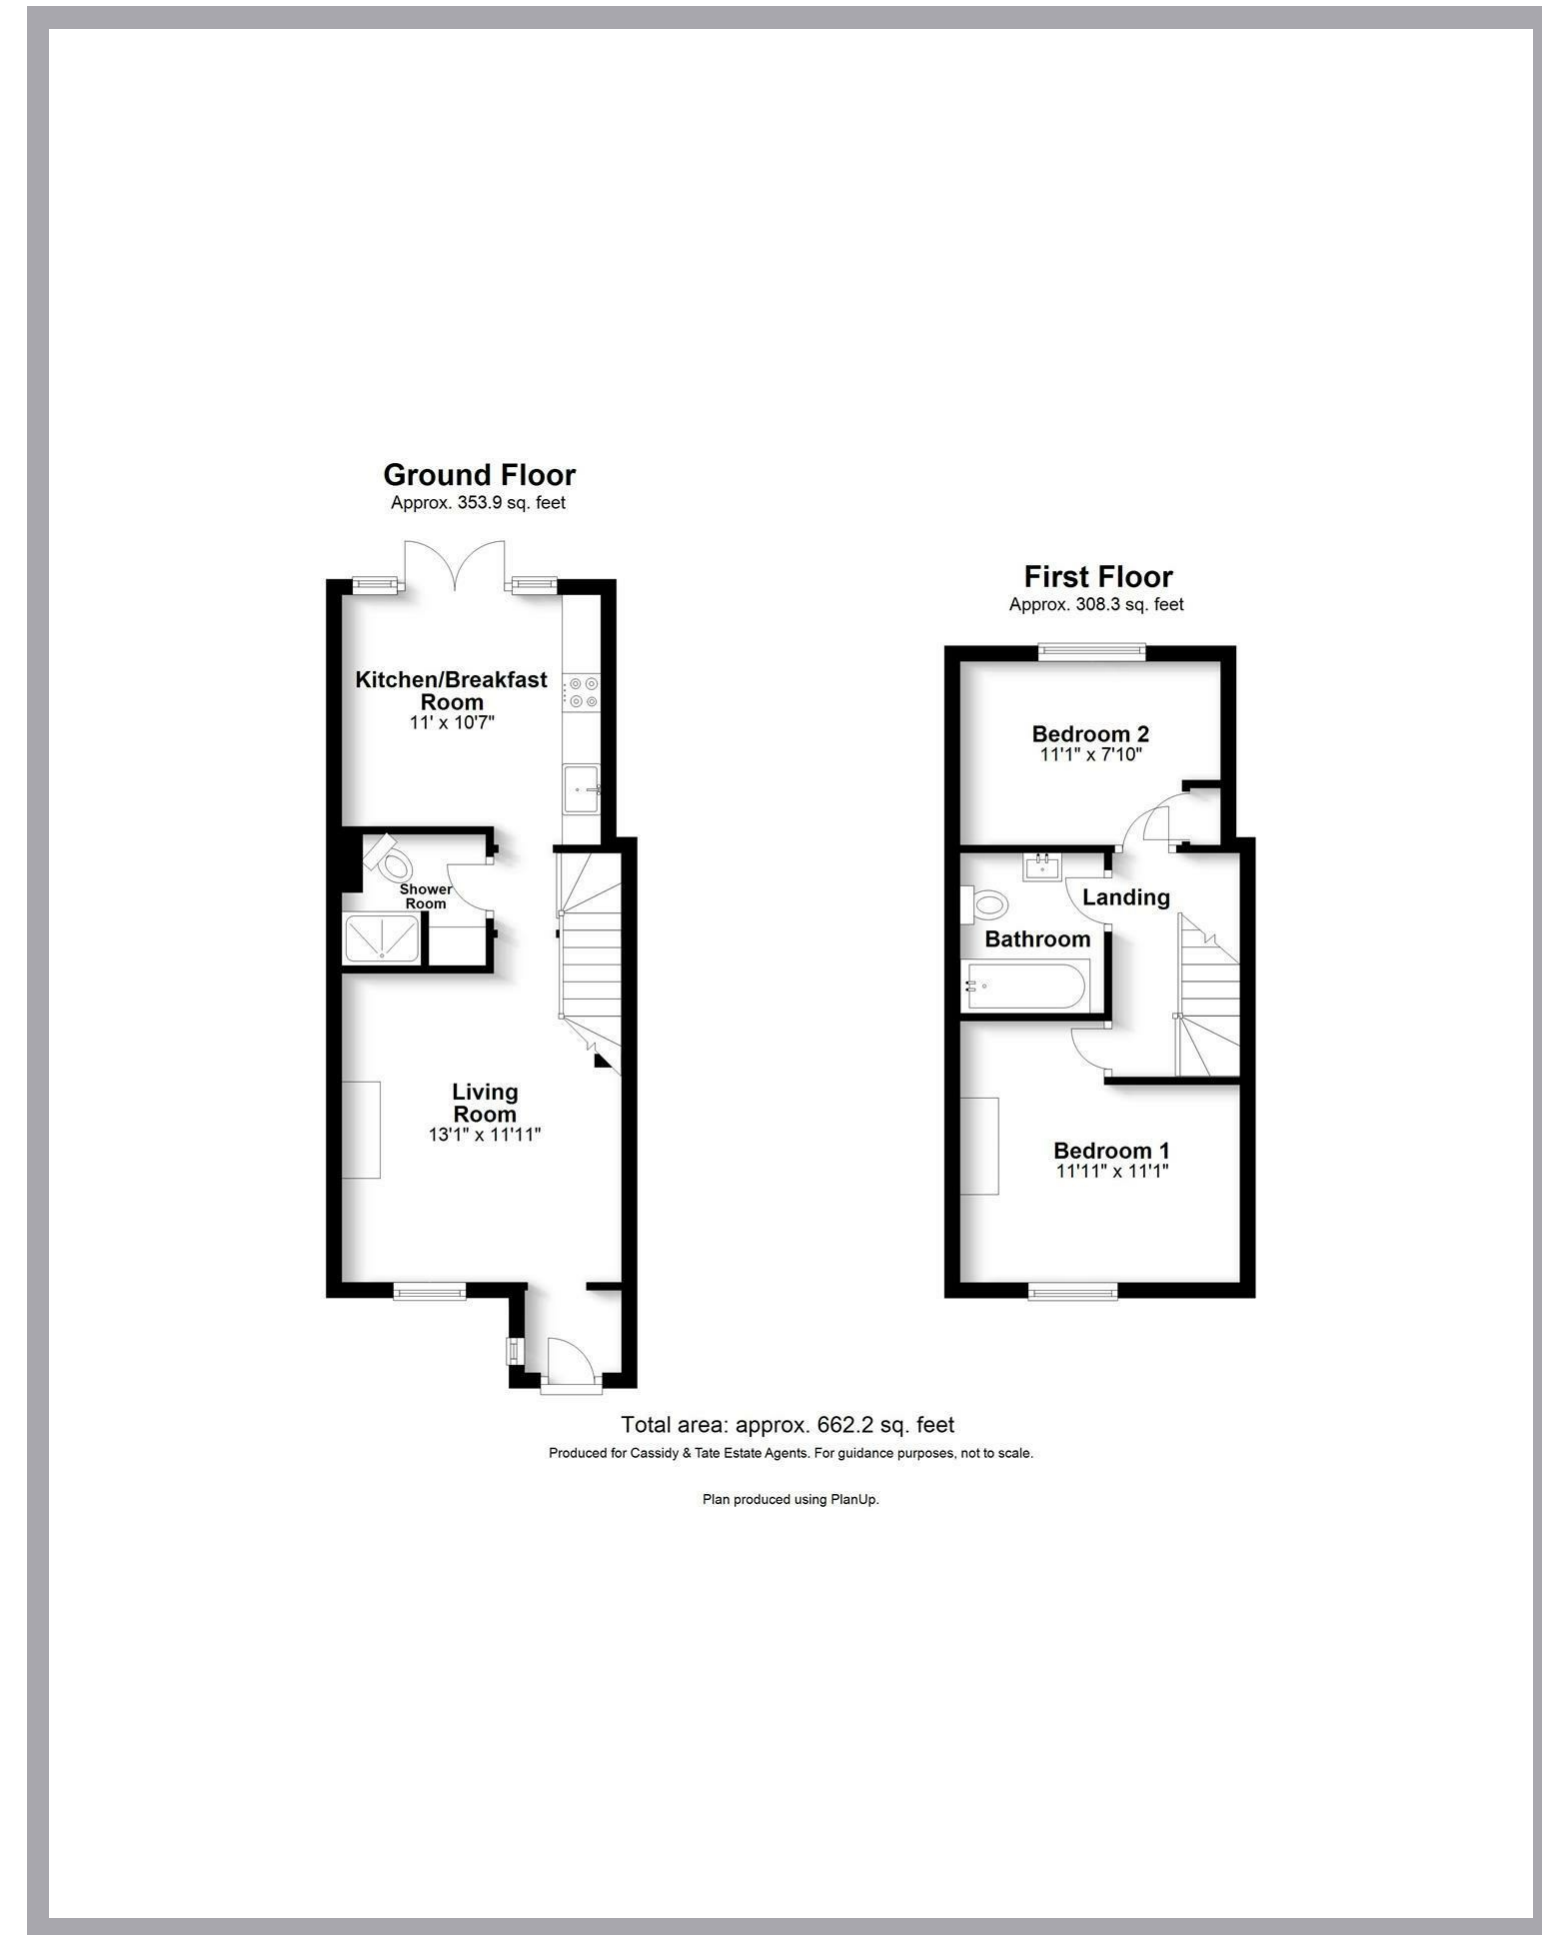 Ground Floor
Approx. 353.9 sq. feet
Kitchen/Breakfast
Room
11' x 10'7"
Shower
Room
Living
Room
13'1" x 11'11"
First Floor
Approx. 308.3 sq. feet
Bedroom 2
11'1" x 7'10"
Landing
Bathroom
Bedroom 1
11'11" x 11'1"
Total area: approx. 662.2 sq. feet
Produced for Cassidy & Tate Estate Agents. For guidance purposes, not to scale.
Plan produced using PlanUp.